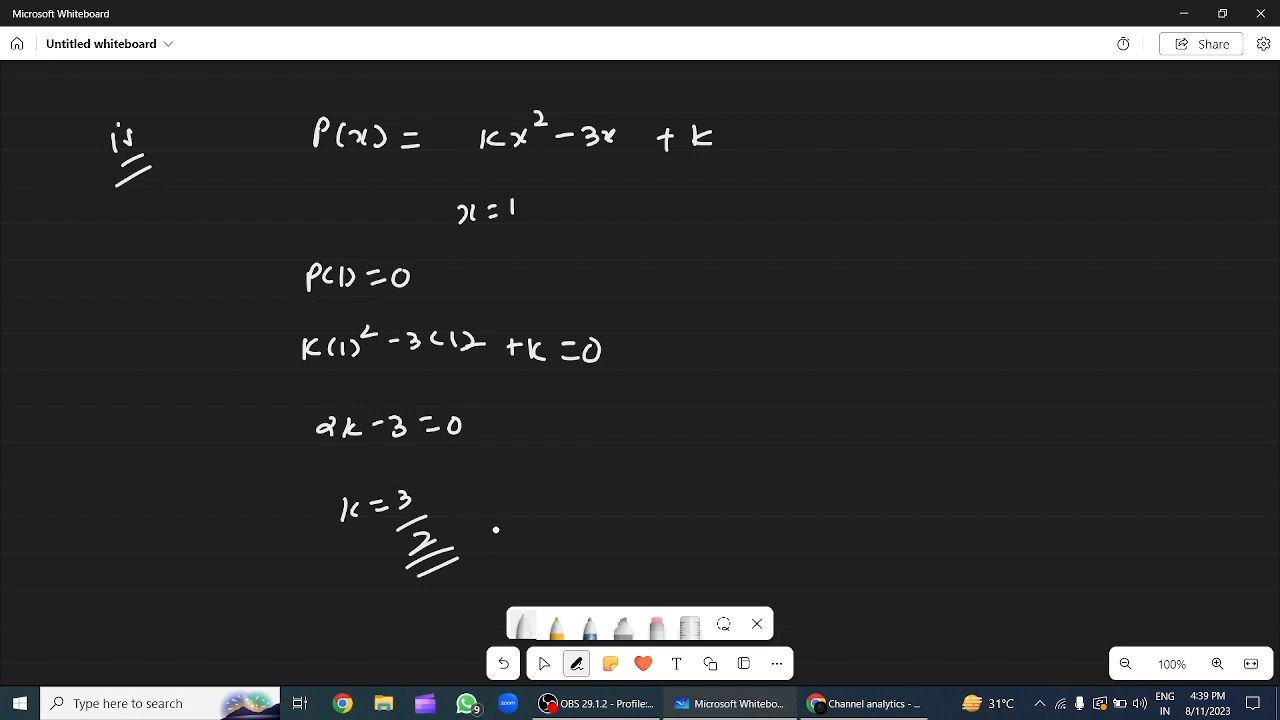 Microsoft Whiteboard
Untitled whiteboard
Share
is
P(x) = kx² - 3x + k
x = 1
P(1) = 0
k(1)² - 3(1) + k = 0
2k - 3 = 0
k = 3/2
100%
Type here to search
9
OBS 29.1.2 - Profile...
Microsoft Whitebo...
Channel analytics - ...
31°C
ENG
IN
4:39 PM
8/11/2023